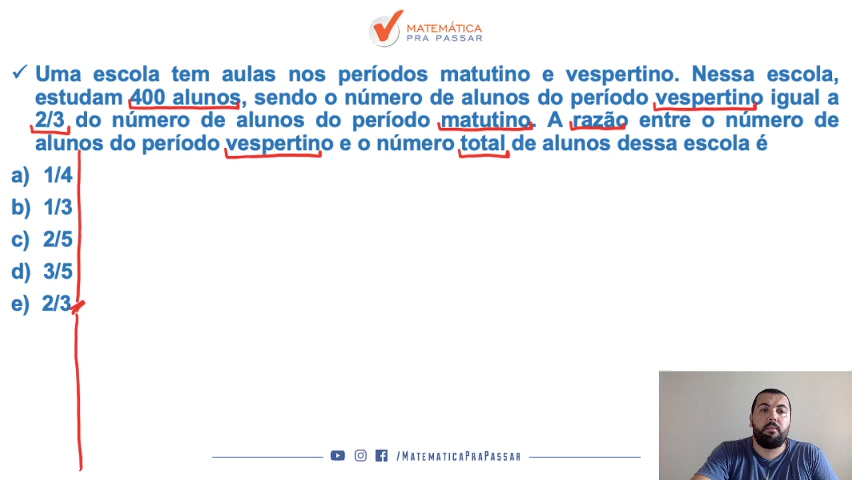 MATEMÁTICA
PRA PASSAR
✓ Uma escola tem aulas nos períodos matutino e vespertino. Nessa escola,
estudam 400 alunos, sendo o número de alunos do período vespertino igual a
2/3 do número de alunos do período matutino. A razão entre o número de
alunos do período vespertino e o número total de alunos dessa escola é
a) 1/4
b) 1/3
c) 2/5
d) 3/5
e) 2/3
/MATEMATICAPRAPASSAR